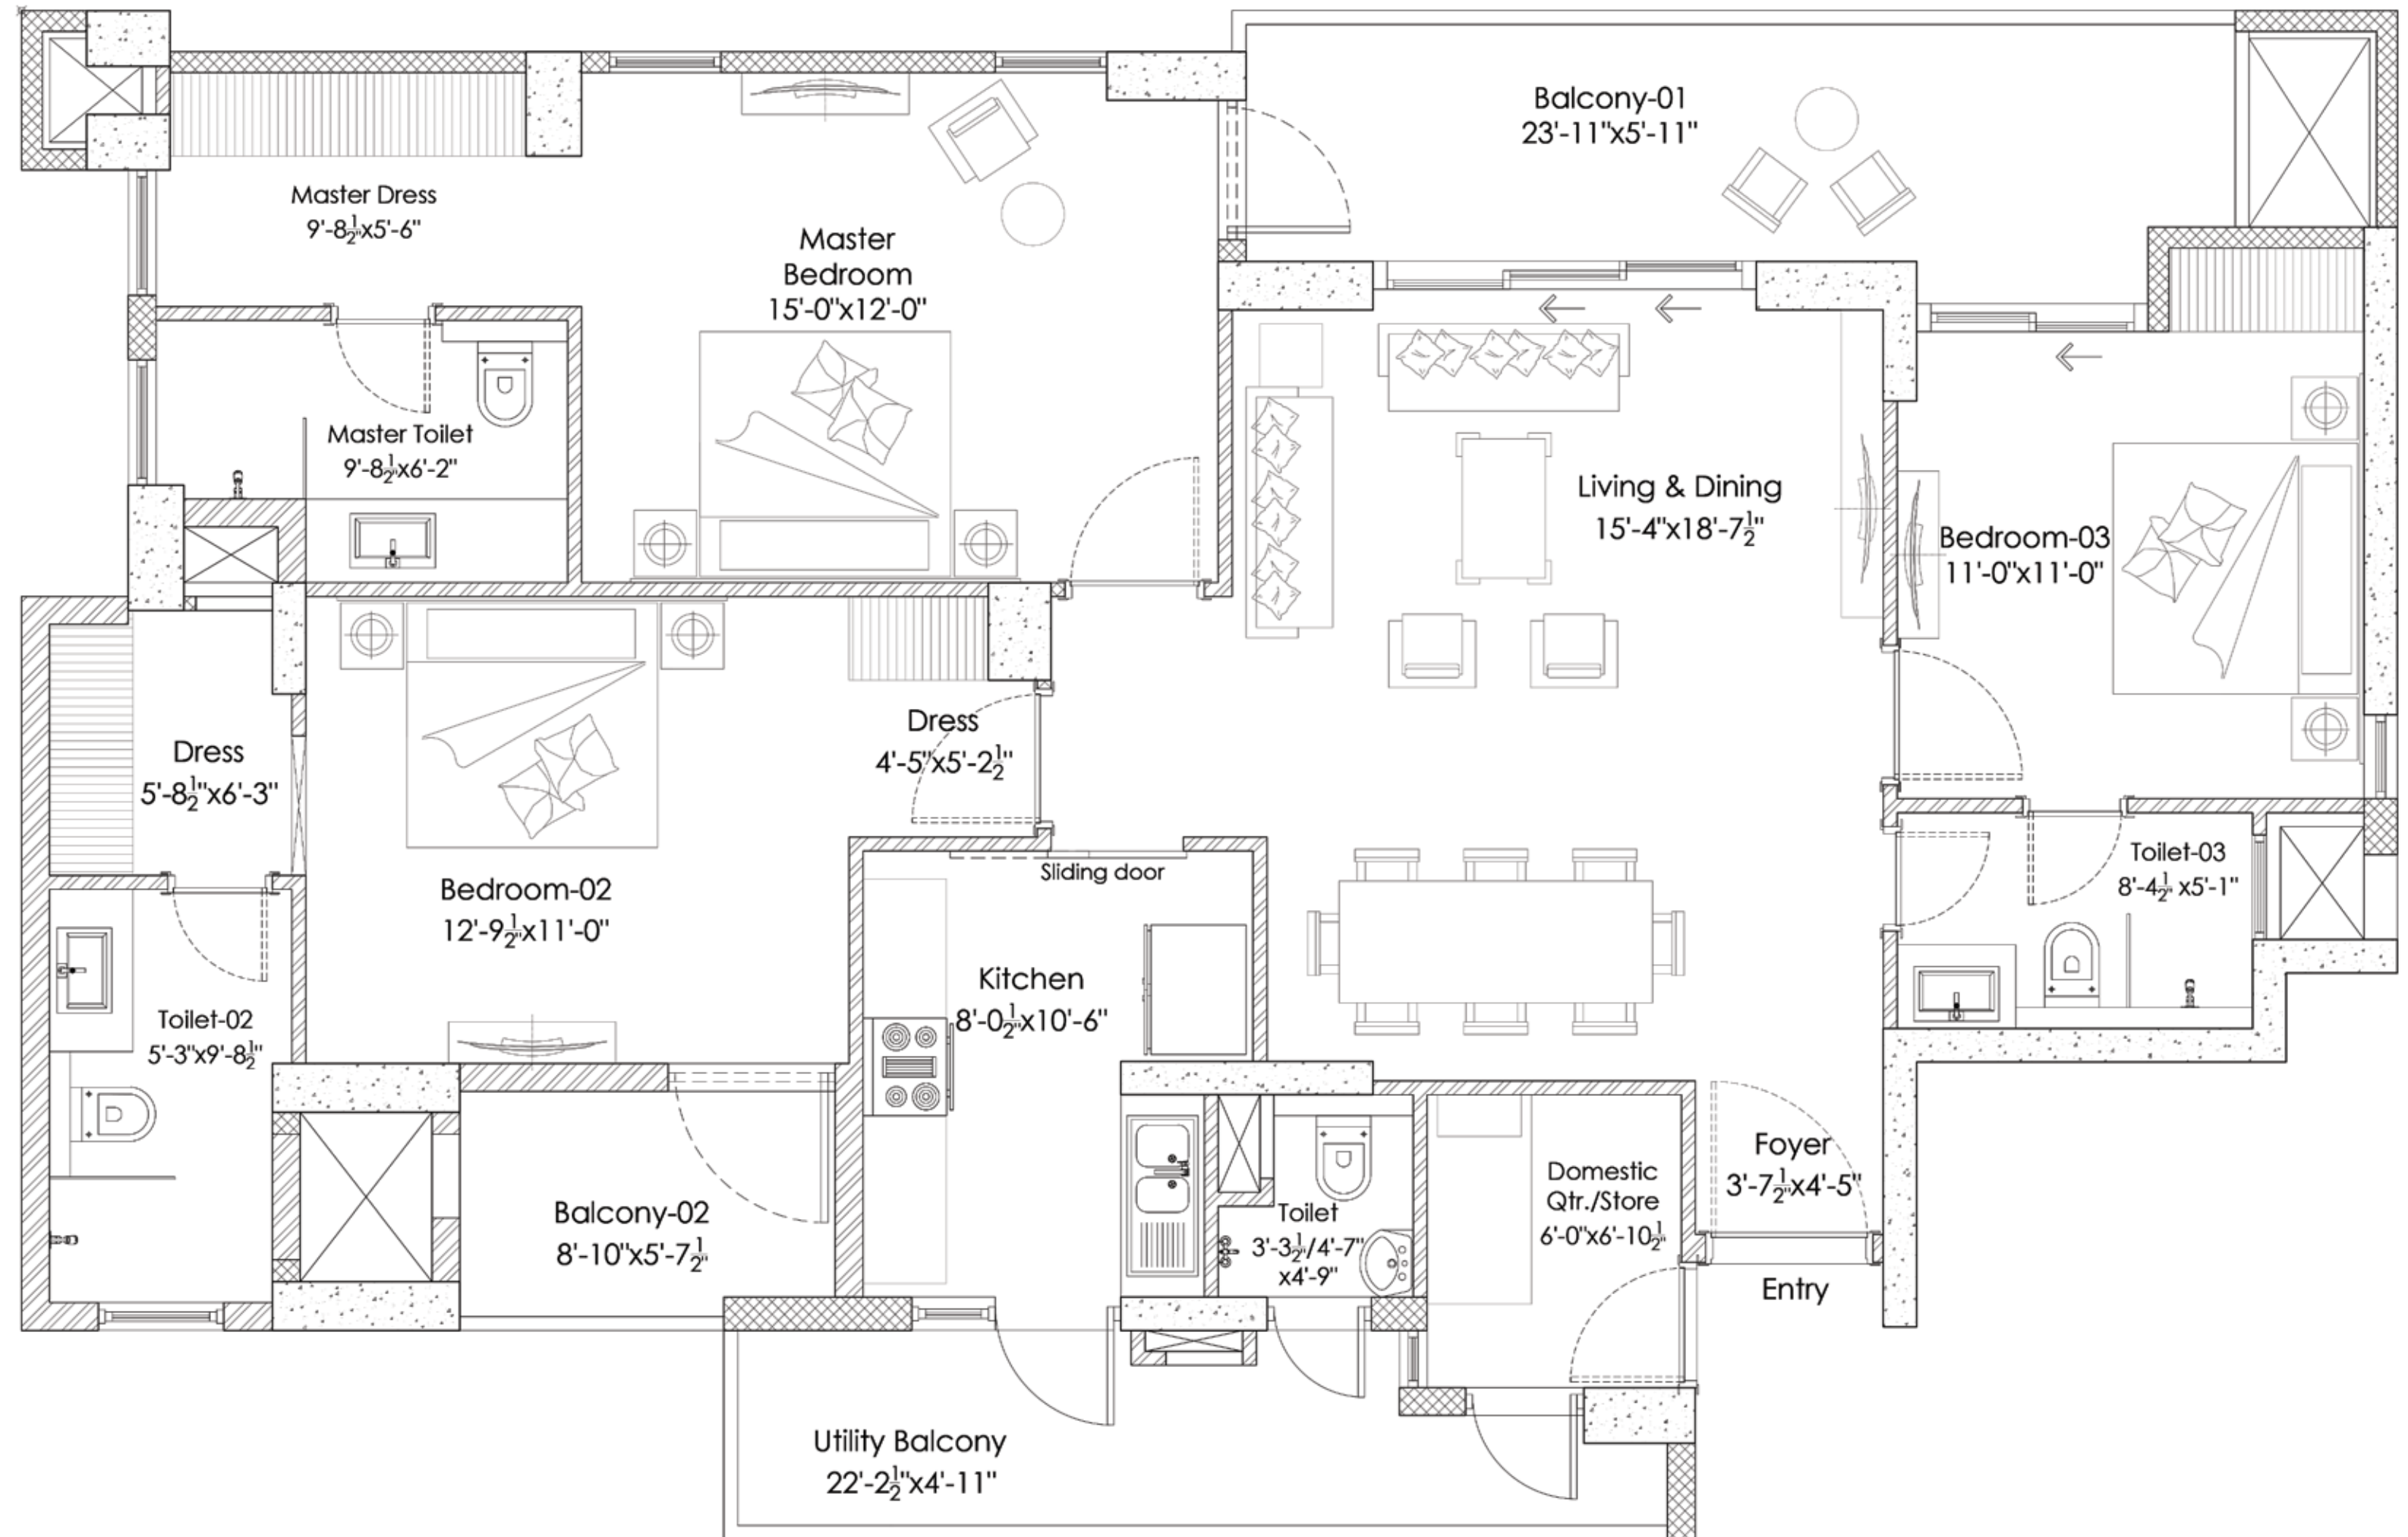 Balcony-01
23'-11"x5'-11"
Master Dress
9'-8½"x5'-6"
Master
Bedroom
15'-0"x12'-0"
Master Toilet
9'-8½"x6'-2"
Living & Dining
15'-4"x18'-7½"
Bedroom-03
11'-0"x11'-0"
Dress
4'-5"x5'-2½"
Dress
5'-8½"x6'-3"
Toilet-03
8'-4½" x5'-1"
Sliding door
Bedroom-02
12'-9½"x11'-0"
Kitchen
8'-0½"x10'-6"
Toilet-02
5'-3"x9'-8½"
Foyer
3'-7½"x4'-5"
Domestic
Qtr./Store
6'-0"x6'-10½"
Balcony-02
8'-10"x5'-7½"
Toilet
3'-3½"/4'-7"
x4'-9"
Entry
Utility Balcony
22'-2½"x4'-11"